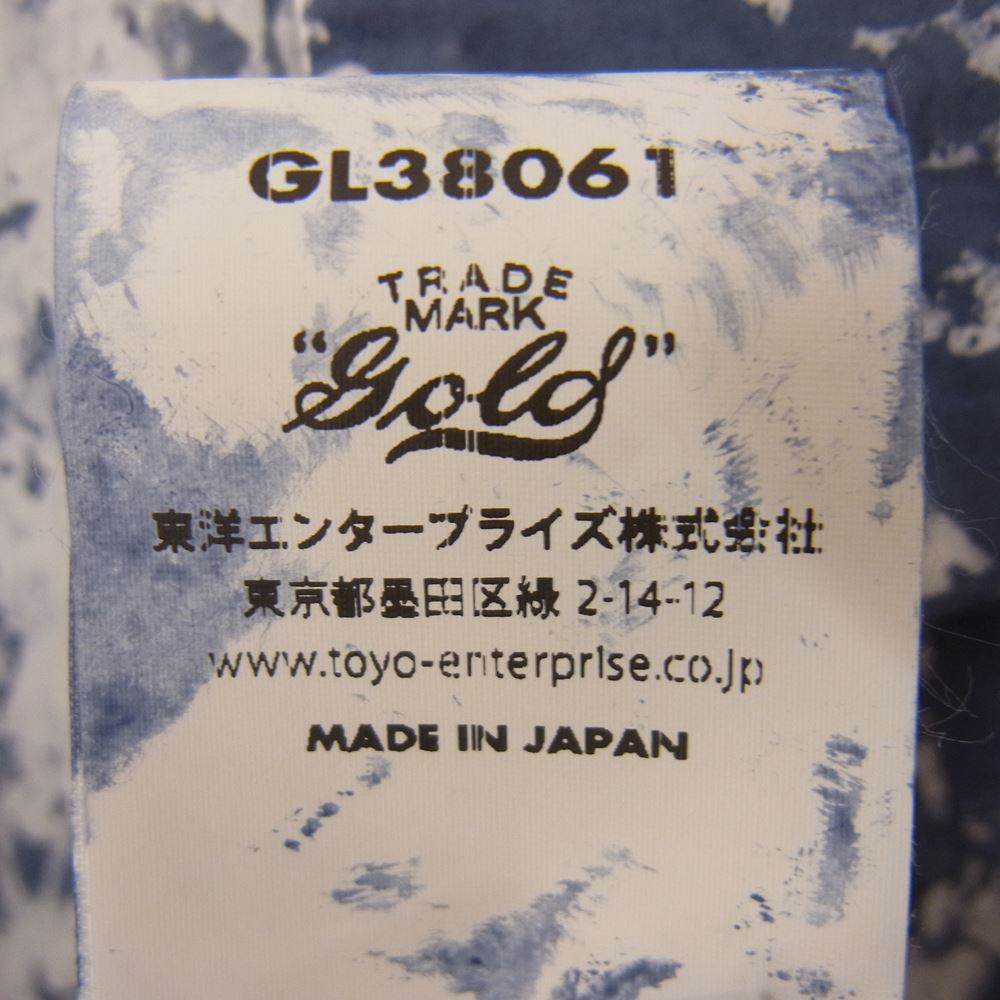 GL38061
TRADE
MARK
“Gold”
東洋エンタープライズ株式会社
東京都墨田区緑 2-14-12
www.toyo-enterprise.co.jp
MADE IN JAPAN